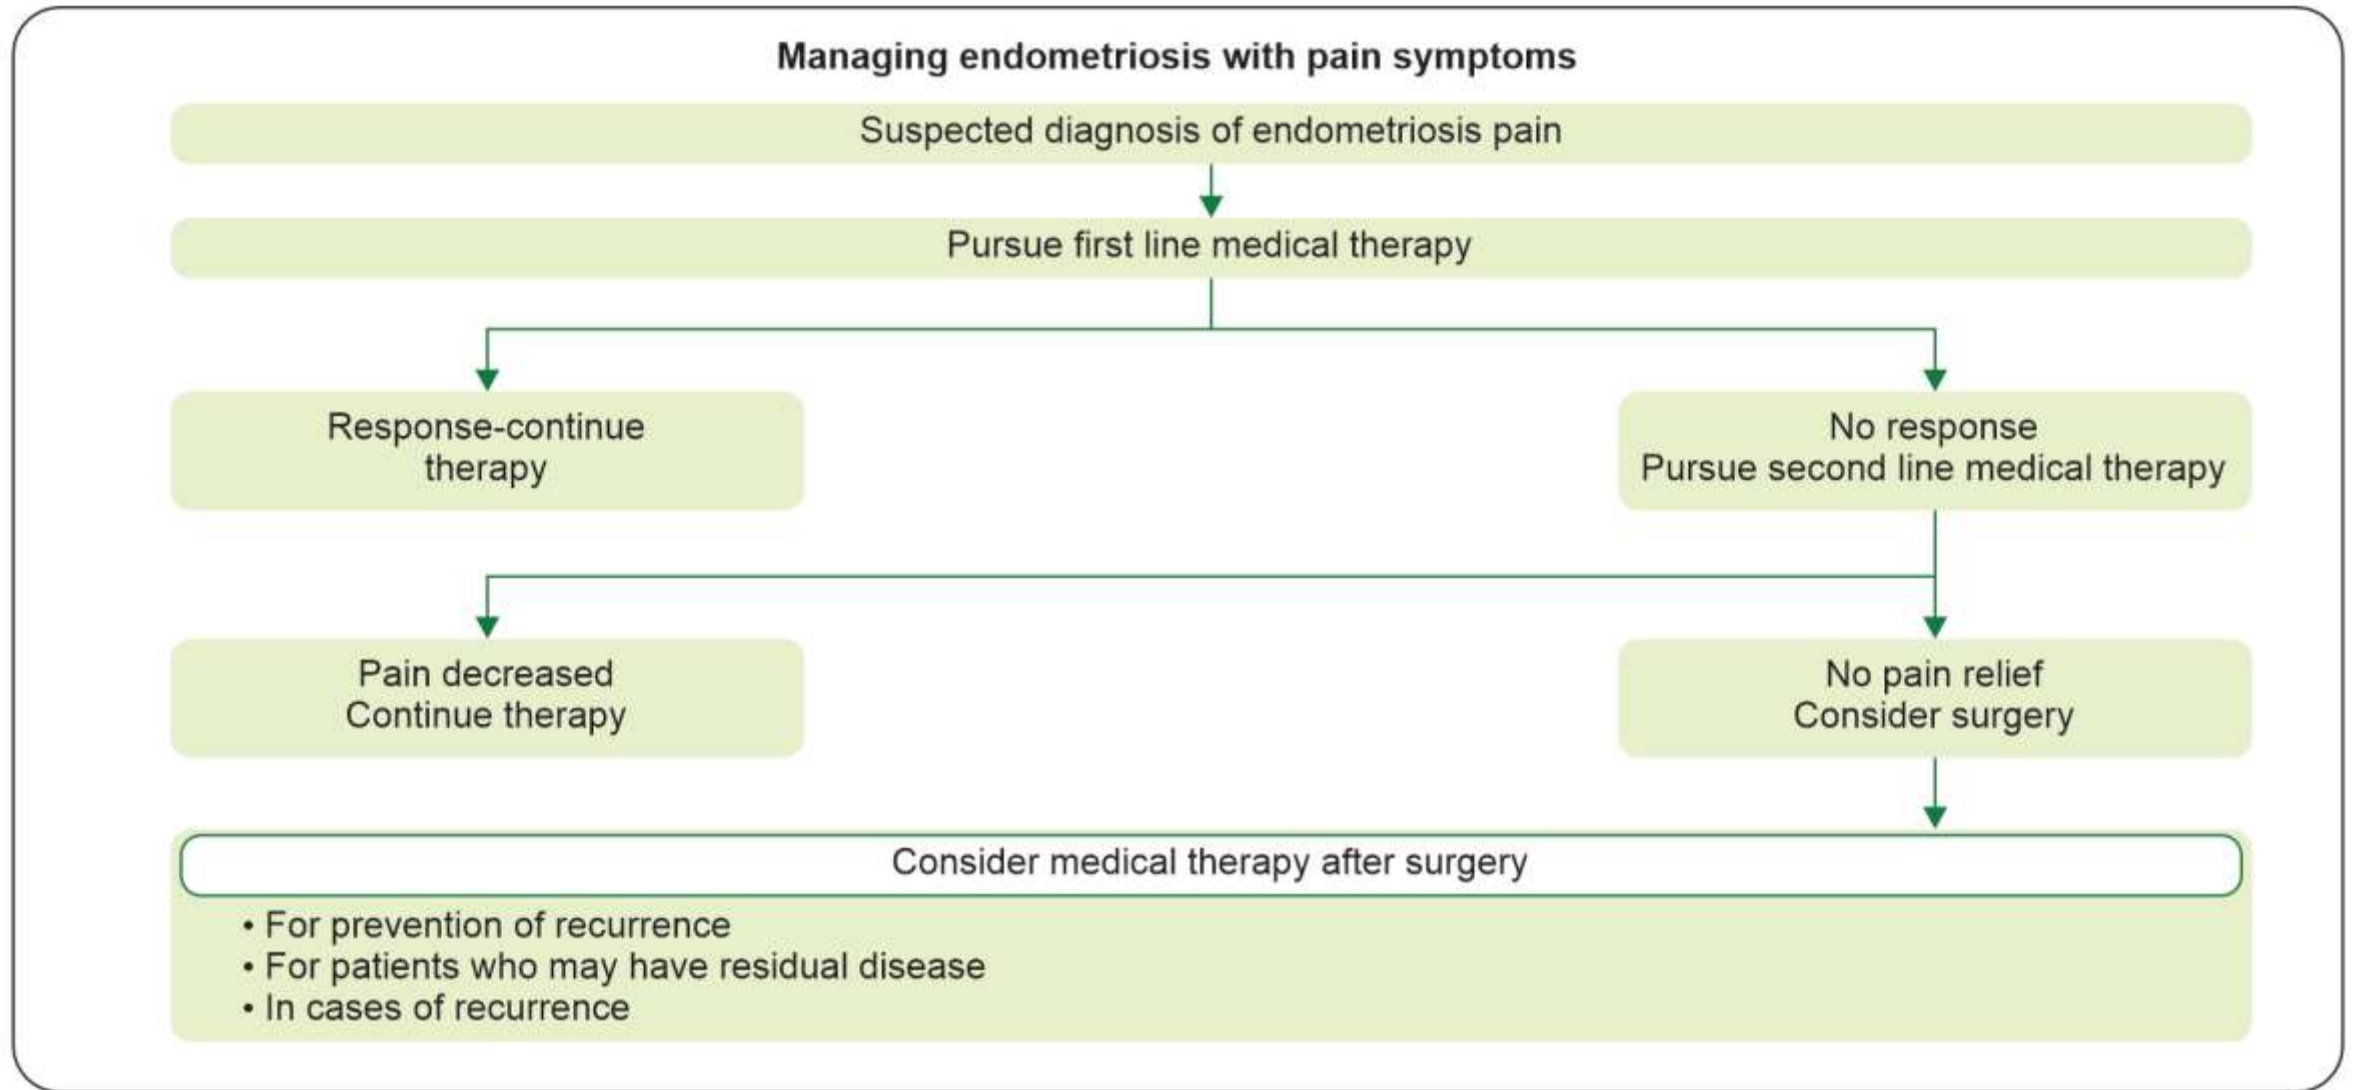 Managing endometriosis with pain symptoms
Suspected diagnosis of endometriosis pain
Pursue first line medical therapy
Response-continue
therapy
No response
Pursue second line medical therapy
Pain decreased
Continue therapy
No pain relief
Consider surgery
Consider medical therapy after surgery
• For prevention of recurrence
• For patients who may have residual disease
• In cases of recurrence